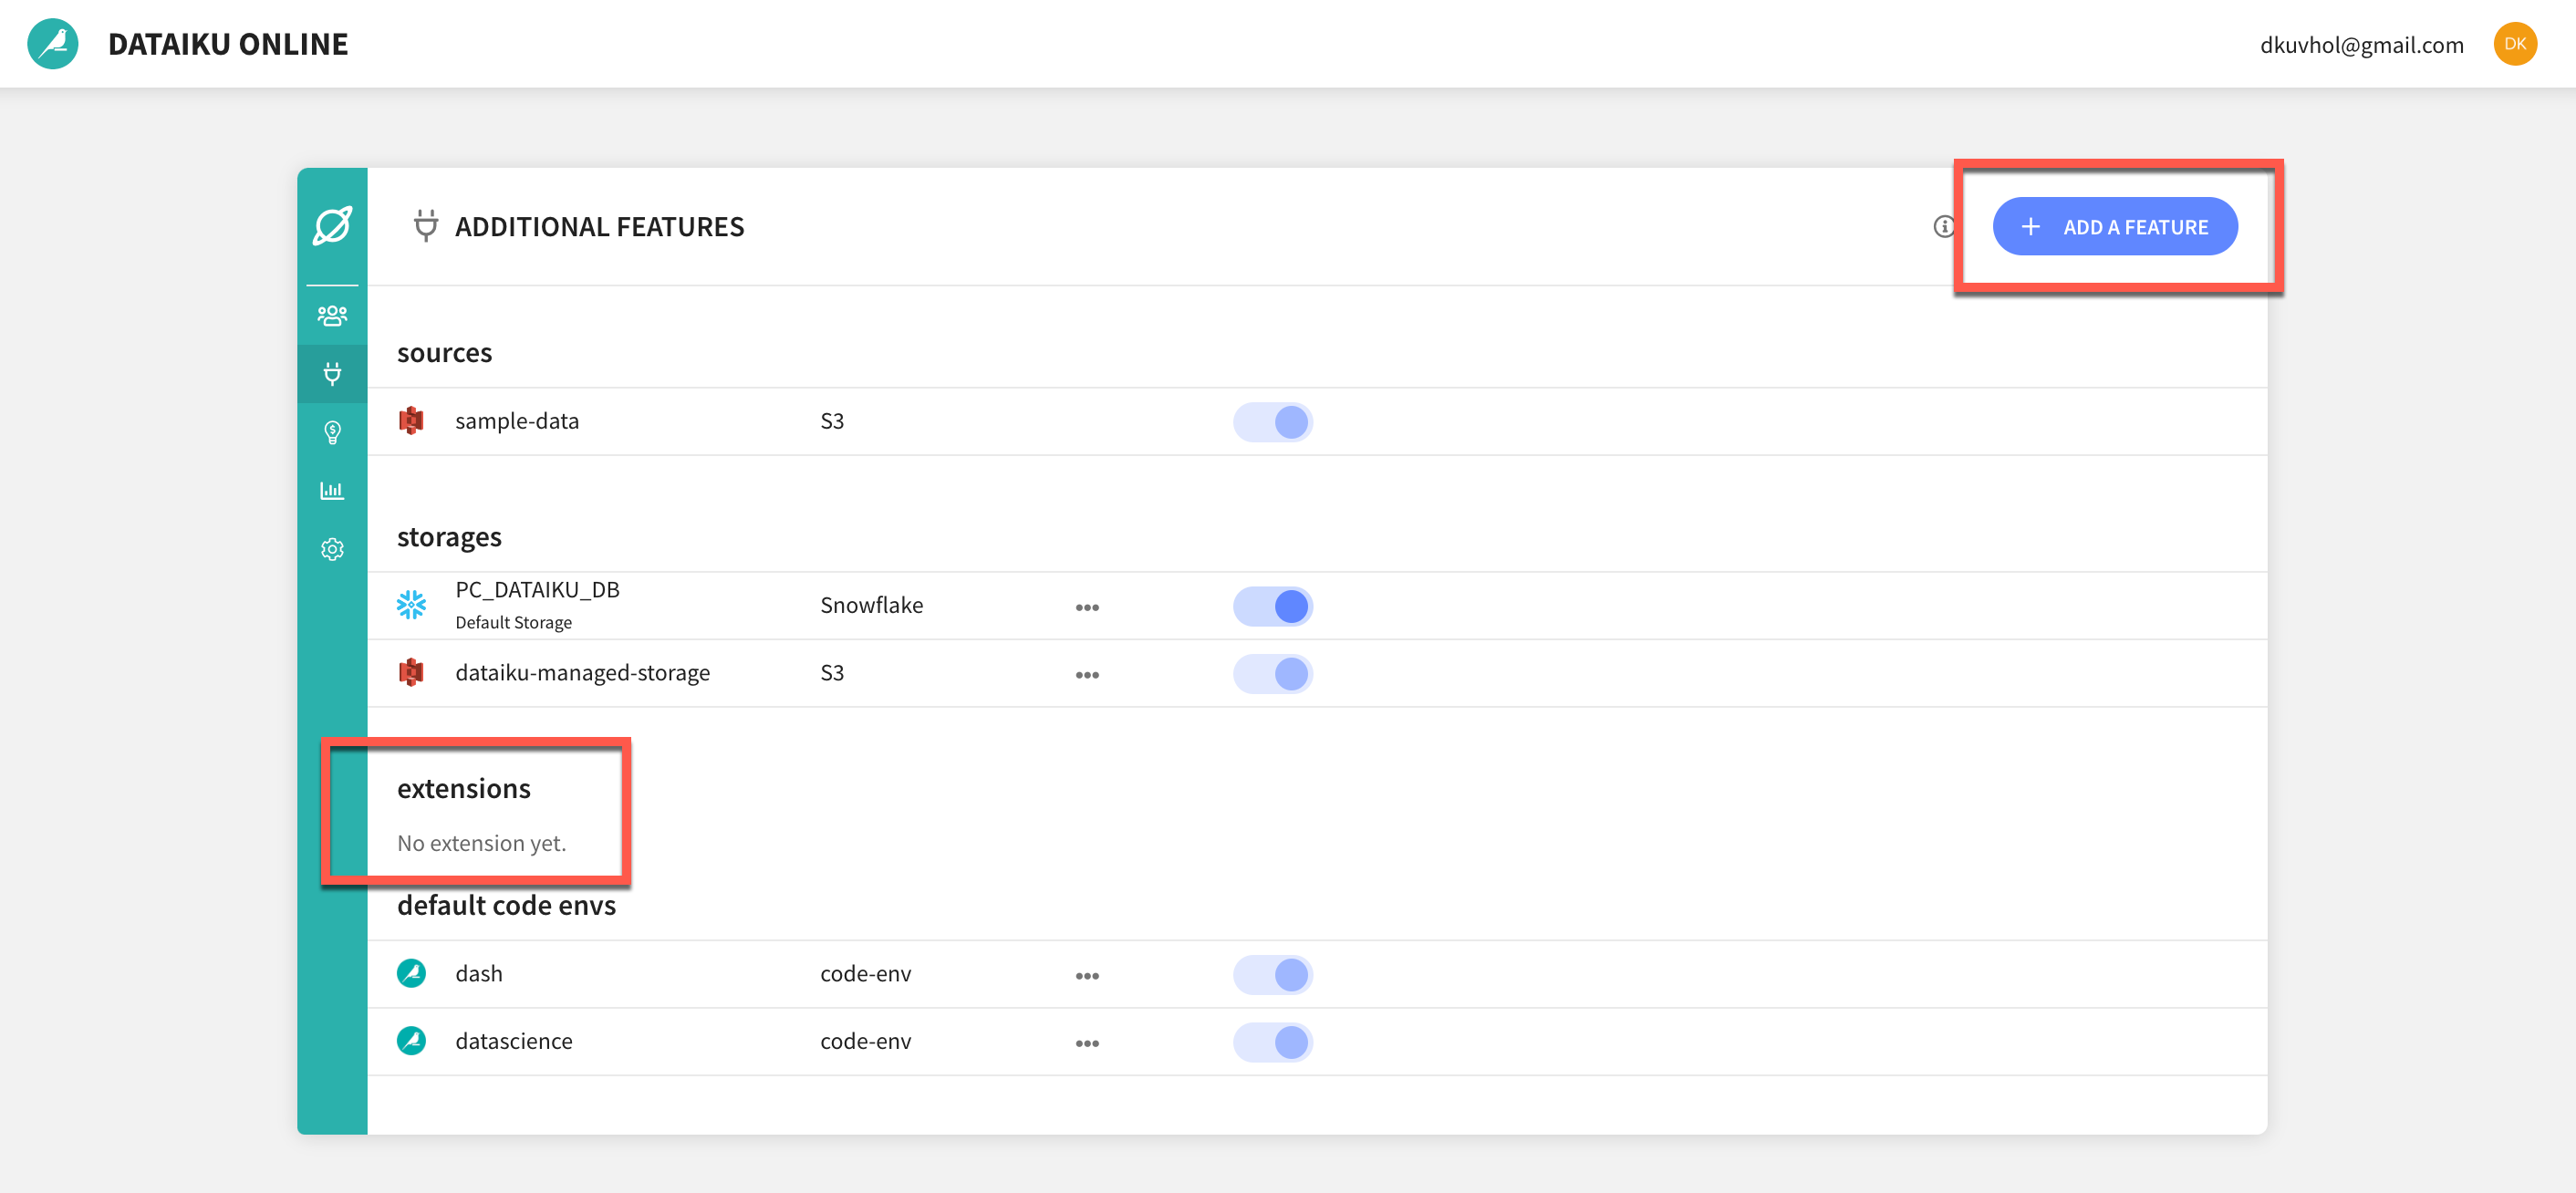 DATAIKU ONLINE
dkuvhol@gmail.com
DK
ADDITIONAL FEATURES
+ ADD A FEATURE
sources
sample-data S3
storages
PC_DATAIKU_DB Snowflake
Default Storage
dataiku-managed-storage S3
extensions
No extension yet.
default code envs
dash code-env
datascience code-env